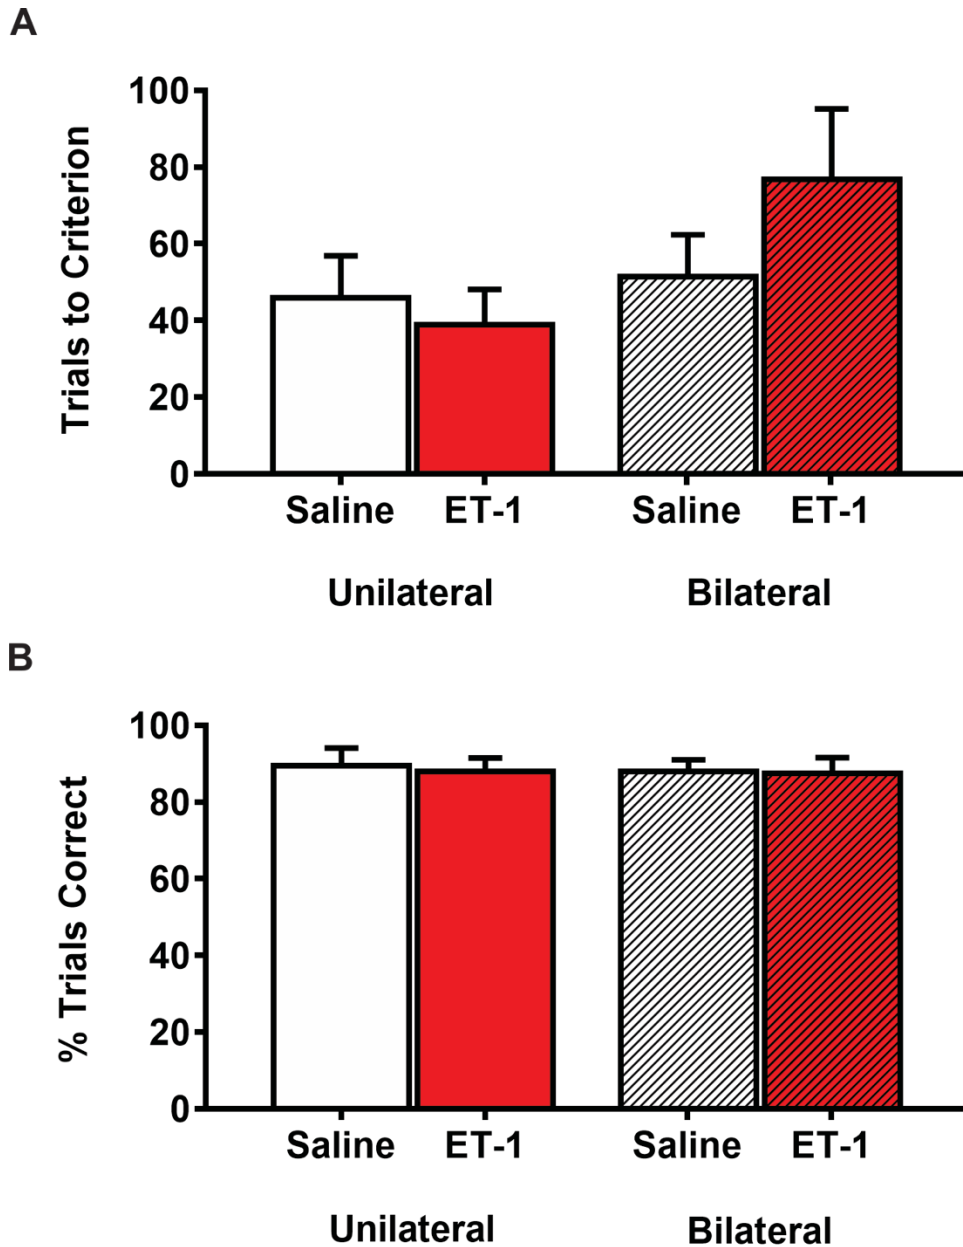 A
Trials to Criterion
100
80
60
40
20
0
Saline ET-1 Saline ET-1
Unilateral Bilateral
B
% Trials Correct
100
80
60
40
20
0
Saline ET-1 Saline ET-1
Unilateral Bilateral